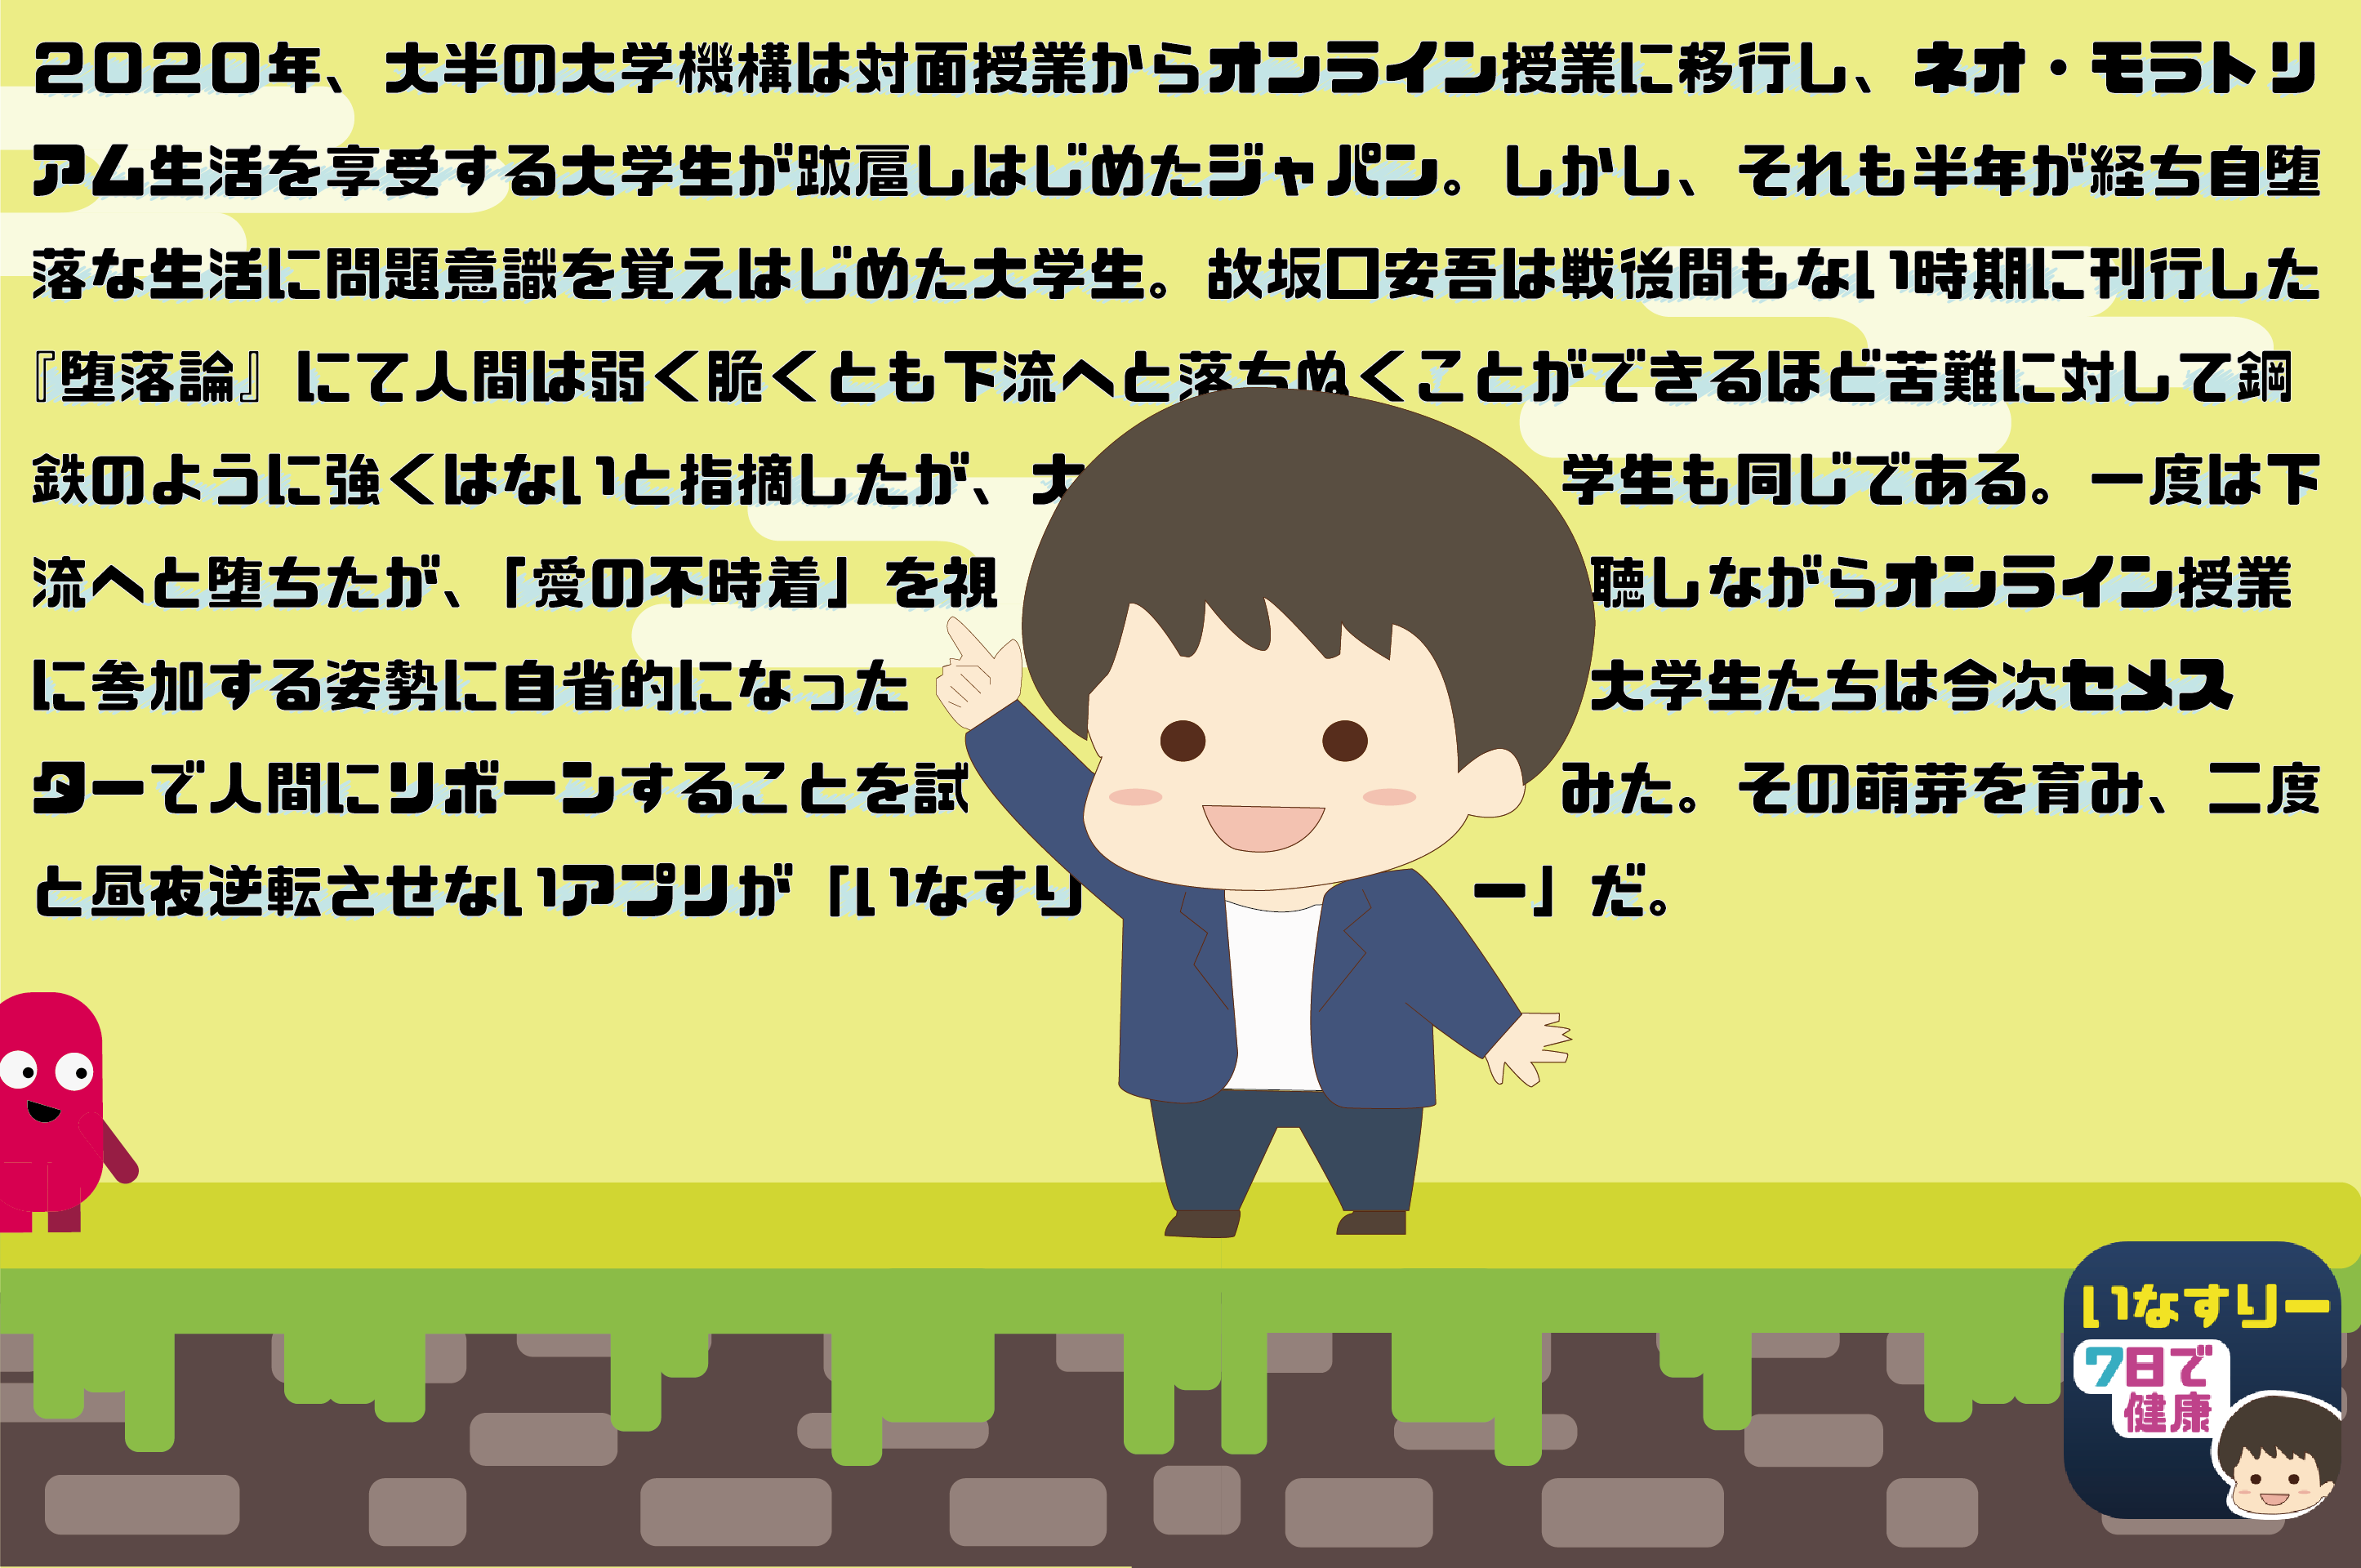 2020年、大半の大学機構は対面授業からオンライン授業に移行し、ネオ・モラトリ
アム生活を享受する大学生が跋扈しはじめたジャパン。しかし、それも半年が経ち自堕
落な生活に問題意識を覚えはじめた大学生。故坂口安吾は戦後間もない時期に刊行した
『堕落論』にて人間は弱く脆くとも下流へと落ちぬくことができるほど苦難に対して鋼
鉄のように強くはないと指摘したが、大学生も同じである。一度は下
流へと堕ちたが、「愛の不時着」を視聴しながらオンライン授業
に参加する姿勢に自省的になった大学生たちは今次セメス
ターで人間にリボーンすることを試みた。その萌芽を育み、二度
と昼夜逆転させないアプリが「いなすりー」だ。
いなすりー
7日で
健康